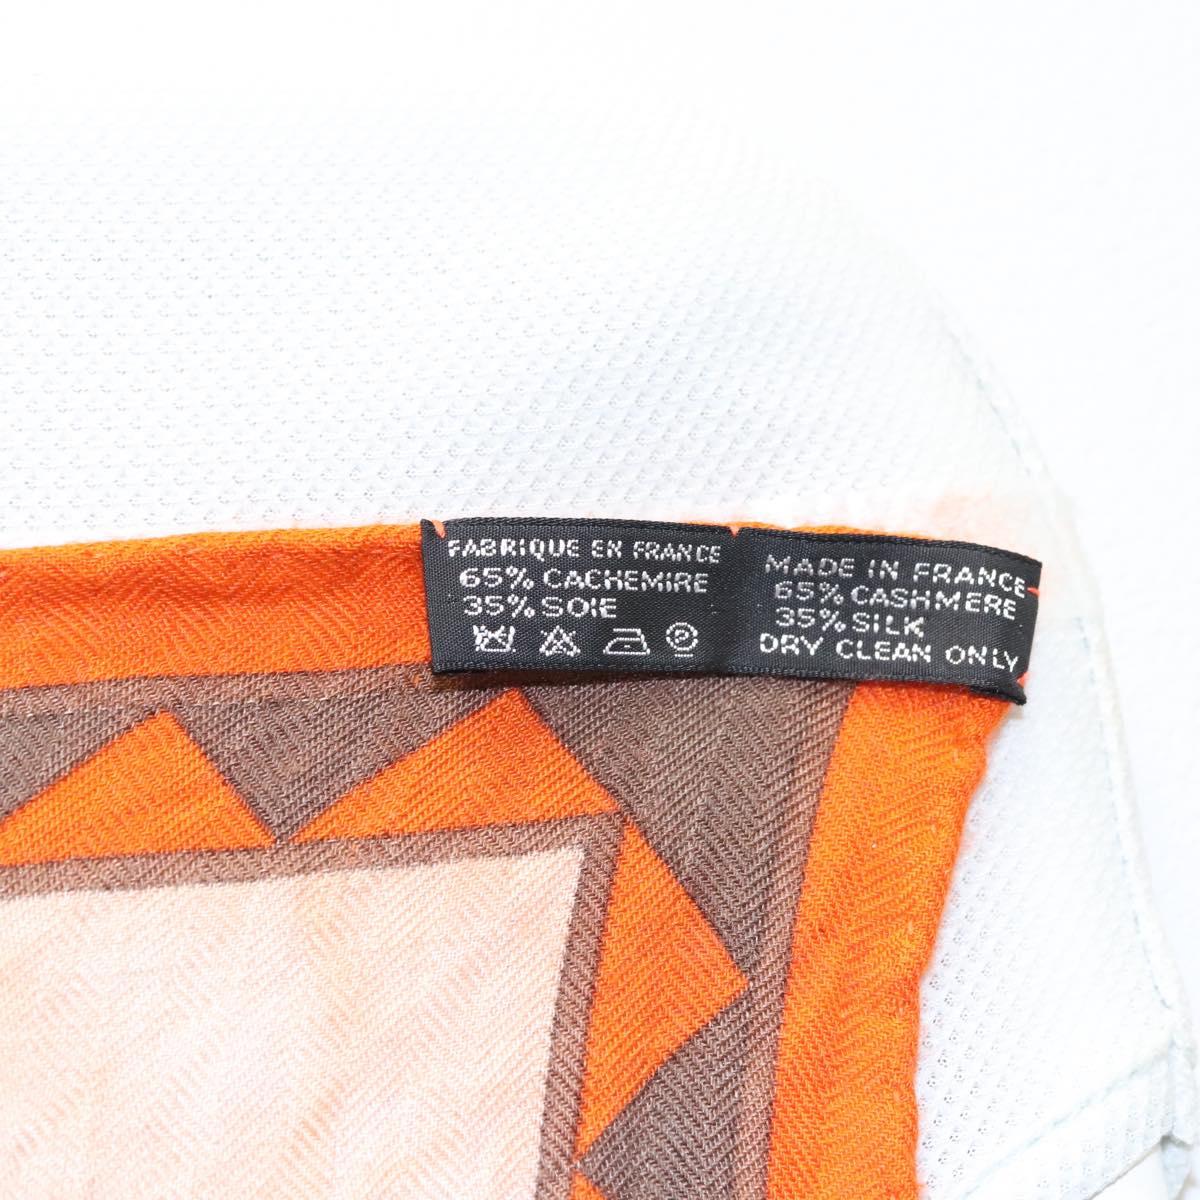 FABRIQUE EN FRANCE
65% CACHEMIRE
35% SOIE
P
MADE IN FRANCE
65% CASHMERE
35% SILK
DRY CLEAN ONLY